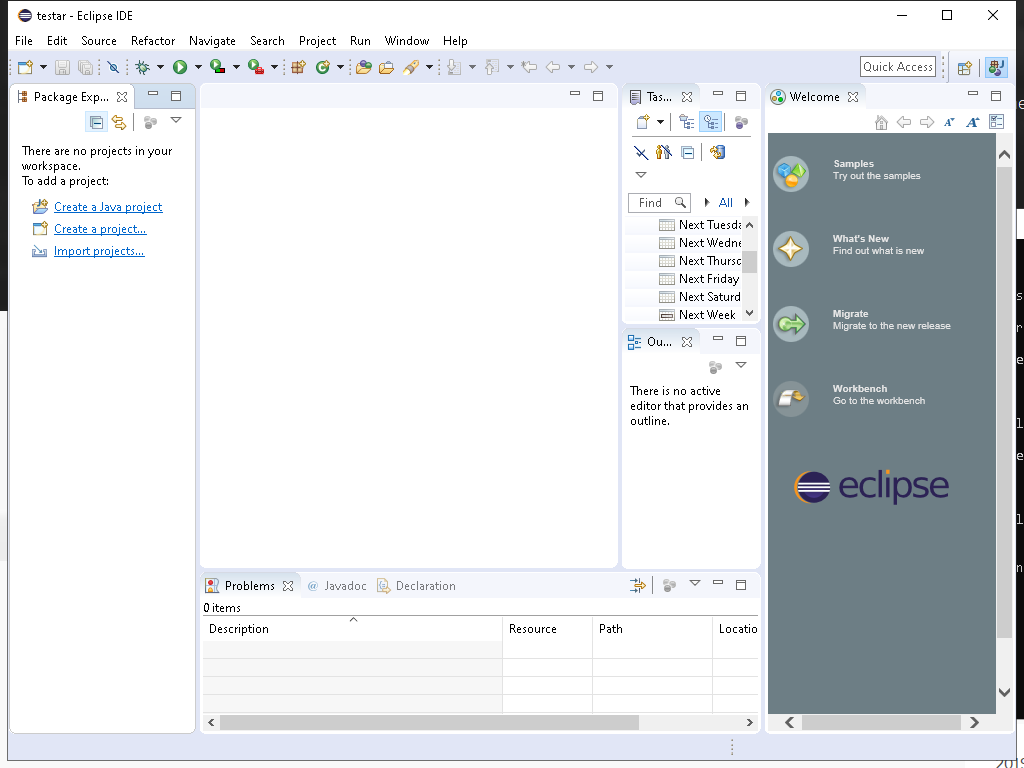 testar - Eclipse IDE
File Edit Source Refactor Navigate Search Project Run Window Help
Quick Access
Package Exp...
There are no projects in your
workspace.
To add a project:
Create a Java project
Create a project...
Import projects...
Tas...
Find
All
Next Tuesda
Next Wedne
Next Thursd
Next Friday
Next Saturd
Next Week
Ou...
There is no active
editor that provides an
outline.
Problems @ Javadoc Declaration
0 items
Description Resource Path Locatio
Welcome
Samples
Try out the samples
What's New
Find out what is new
Migrate
Migrate to the new release
Workbench
Go to the workbench
eclipse